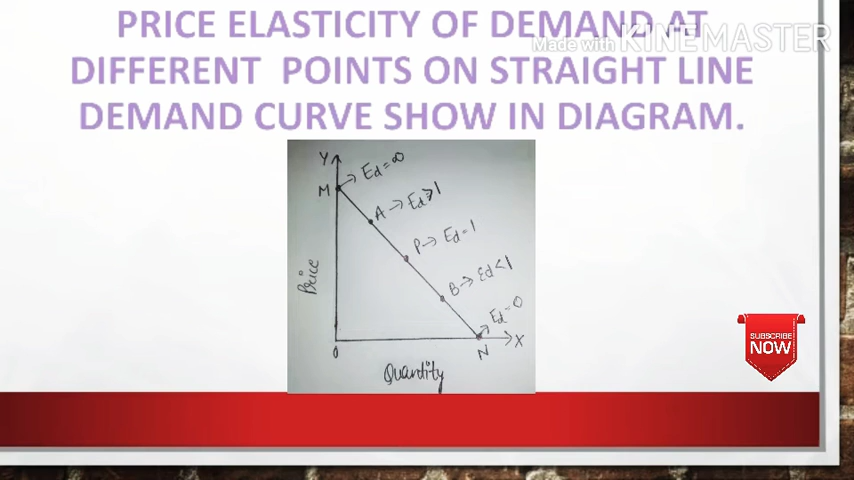 PRICE ELASTICITY OF DEMAND AT
Made with KINEMASTER
DIFFERENT POINTS ON STRAIGHT LINE
DEMAND CURVE SHOW IN DIAGRAM.
Y
M → Ed=∞
A → Ed>1
P → Ed=1
Price
B → Ed<1
Ed=0
O
N
X
Quantity
SUBSCRIBE
NOW